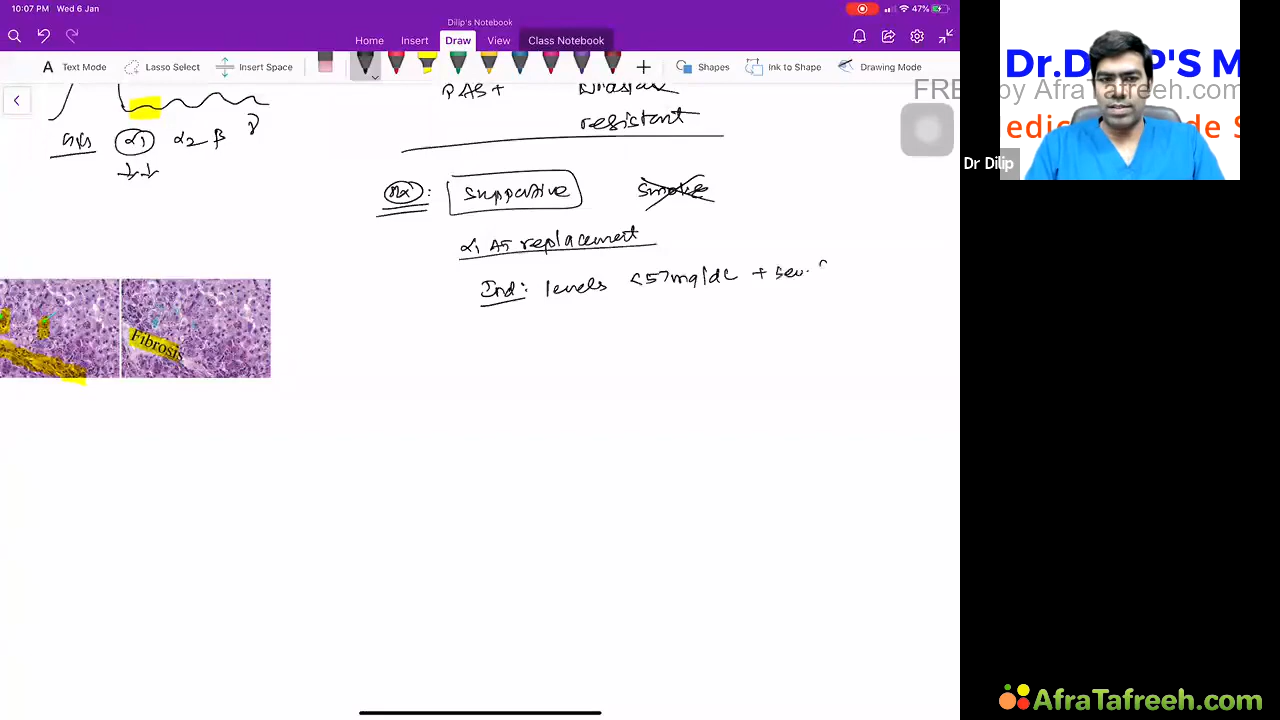 10:07 PM Wed 6 Jan
47%
Dilip's Notebook
Home Insert Draw View Class Notebook
A Text Mode Lasso Select Insert Space Shapes Ink to Shape Drawing Mode
PAS+
resistant
α1 α2 β γ
Rx: Supportive Smoke
α1 AT replacement
Ind: levels <57mg/dL + sev.
Fibrosis
Dr.D 'S M
FRE by AfraTafreeh.com
edic de S
Dr Dilip
AfraTafreeh.com